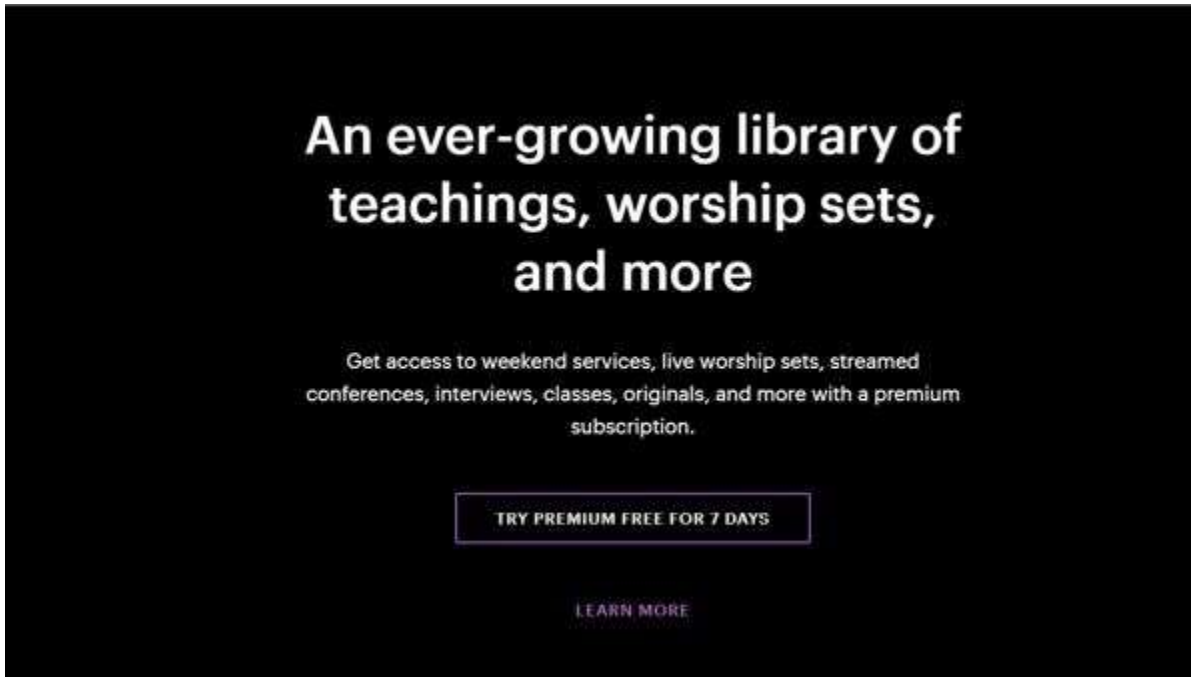 An ever-growing library of
teachings, worship sets,
and more
Get access to weekend services, live worship sets, streamed
conferences, interviews, classes, originals, and more with a premium
subscription.
TRY PREMIUM FREE FOR 7 DAYS
LEARN MORE